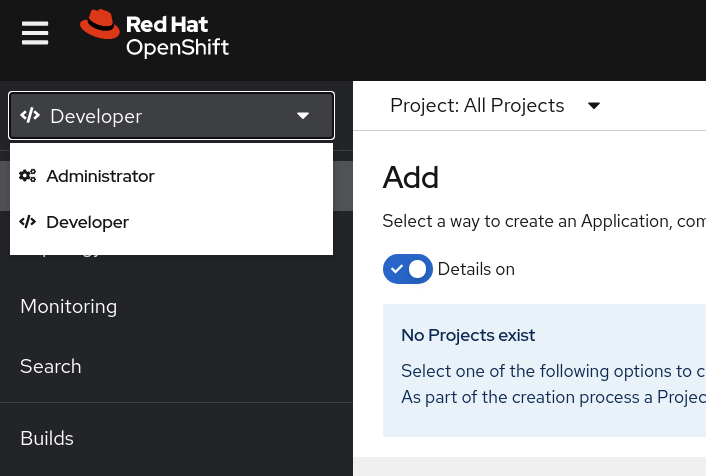 Red Hat
OpenShift
Developer
Administrator
Developer
Monitoring
Search
Builds
Project: All Projects
Add
Select a way to create an Application, com
Details on
No Projects exist
Select one of the following options to c
As part of the creation process a Projec